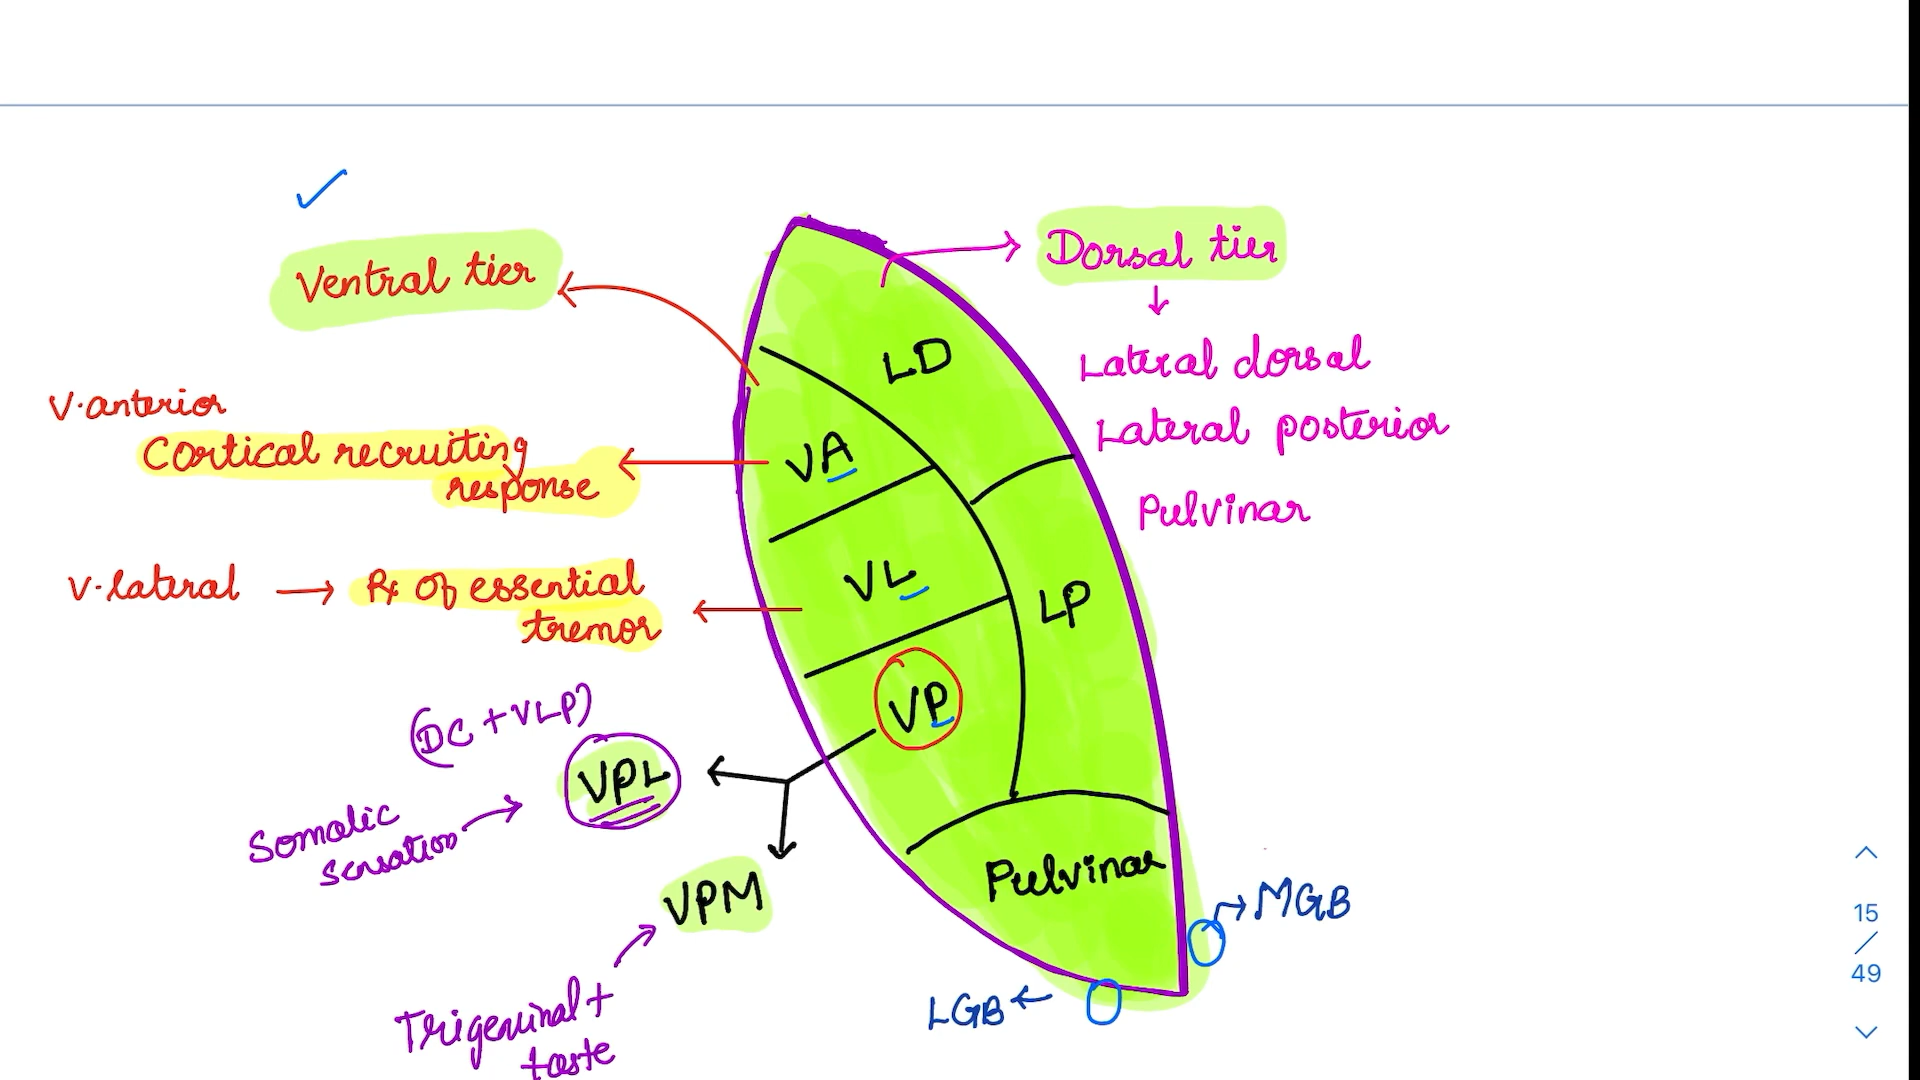 Ventral tier
Dorsal tier
Lateral dorsal
Lateral posterior
Pulvinar
V.anterior
Cortical recruiting
response
V.lateral → Rx of essential
tremor
LD
VA
VL
LP
VP
Pulvinar
(DC + VLP)
VPL
Somatic
sensation
VPM
Trigeminal +
taste
MGB
LGB
15
/
49